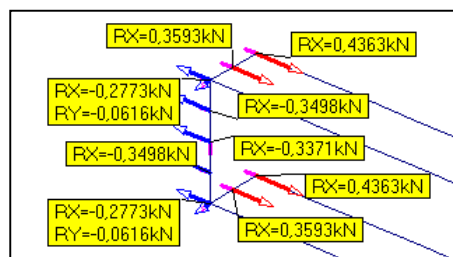 RX=0,3593kN
RX=0,4363kN
RX=-0,2773kN
RY=-0,0616kN
RX=-0,3498kN
RX=-0,3498kN
RX=-0,3371kN
RX=0,4363kN
RX=-0,2773kN
RY=-0,0616kN
RX=0,3593kN